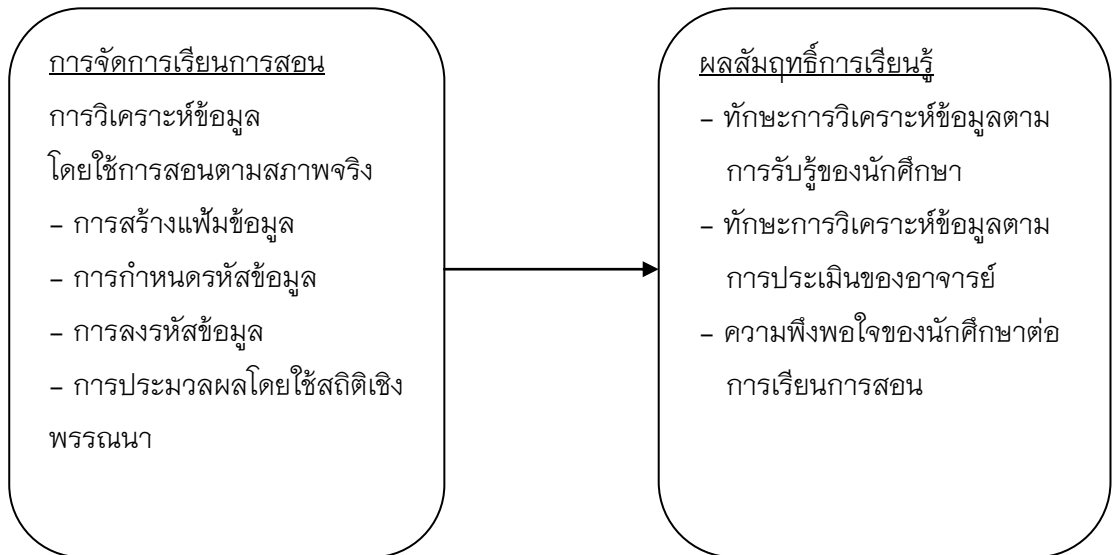 การจัดการเรียนการสอน
การวิเคราะห์ข้อมูล
โดยใช้การสอนตามสภาพจริง
– การสร้างแฟ้มข้อมูล
– การกำหนดรหัสข้อมูล
– การลงรหัสข้อมูล
– การประมวลผลโดยใช้สถิติเชิง
พรรณนา
ผลสัมฤทธิ์การเรียนรู้
– ทักษะการวิเคราะห์ข้อมูลตาม
การรับรู้ของนักศึกษา
– ทักษะการวิเคราะห์ข้อมูลตาม
การประเมินของอาจารย์
– ความพึงพอใจของนักศึกษาต่อ
การเรียนการสอน